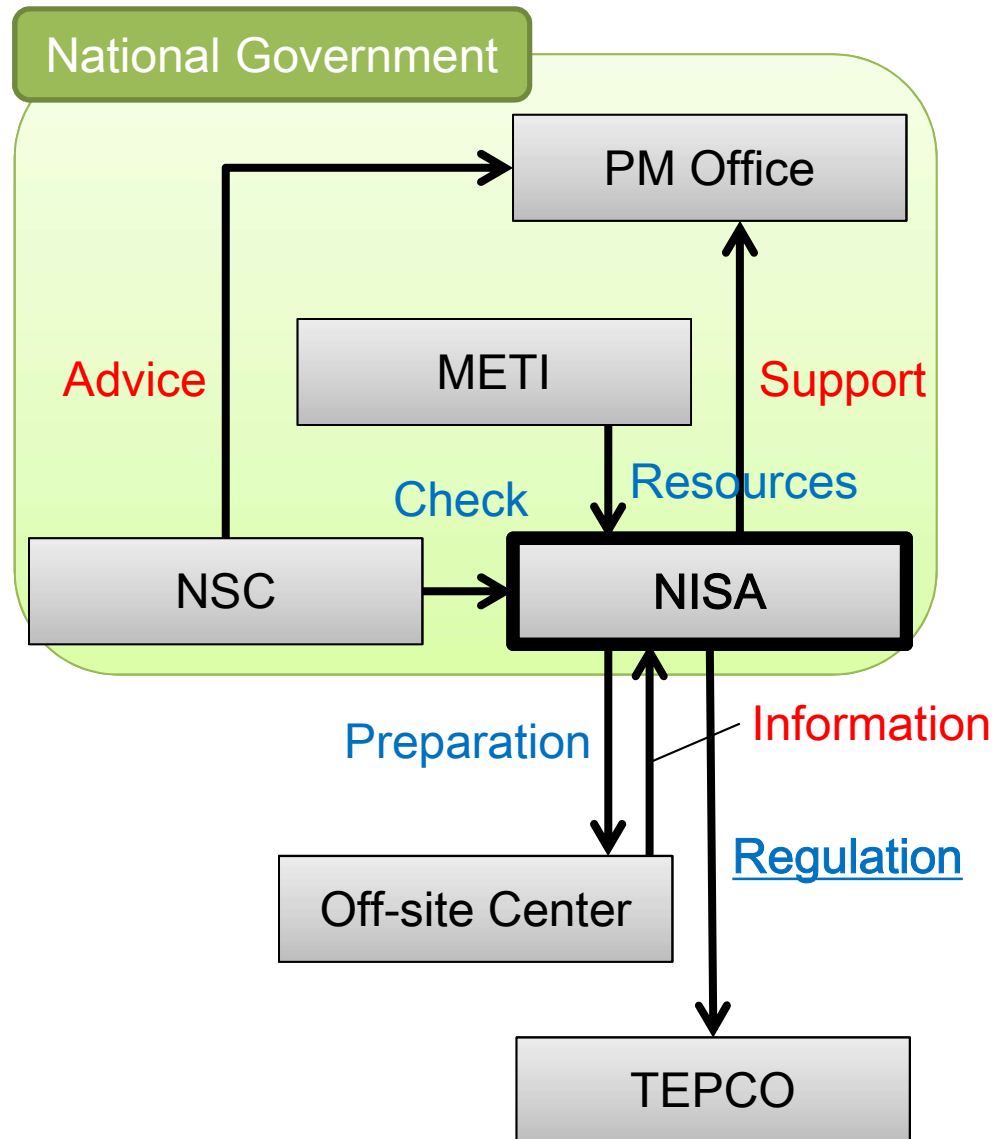 National Government
PM Office
METI
Advice
Support
Check
Resources
NSC
NISA
Preparation
Information
Regulation
Off-site Center
TEPCO